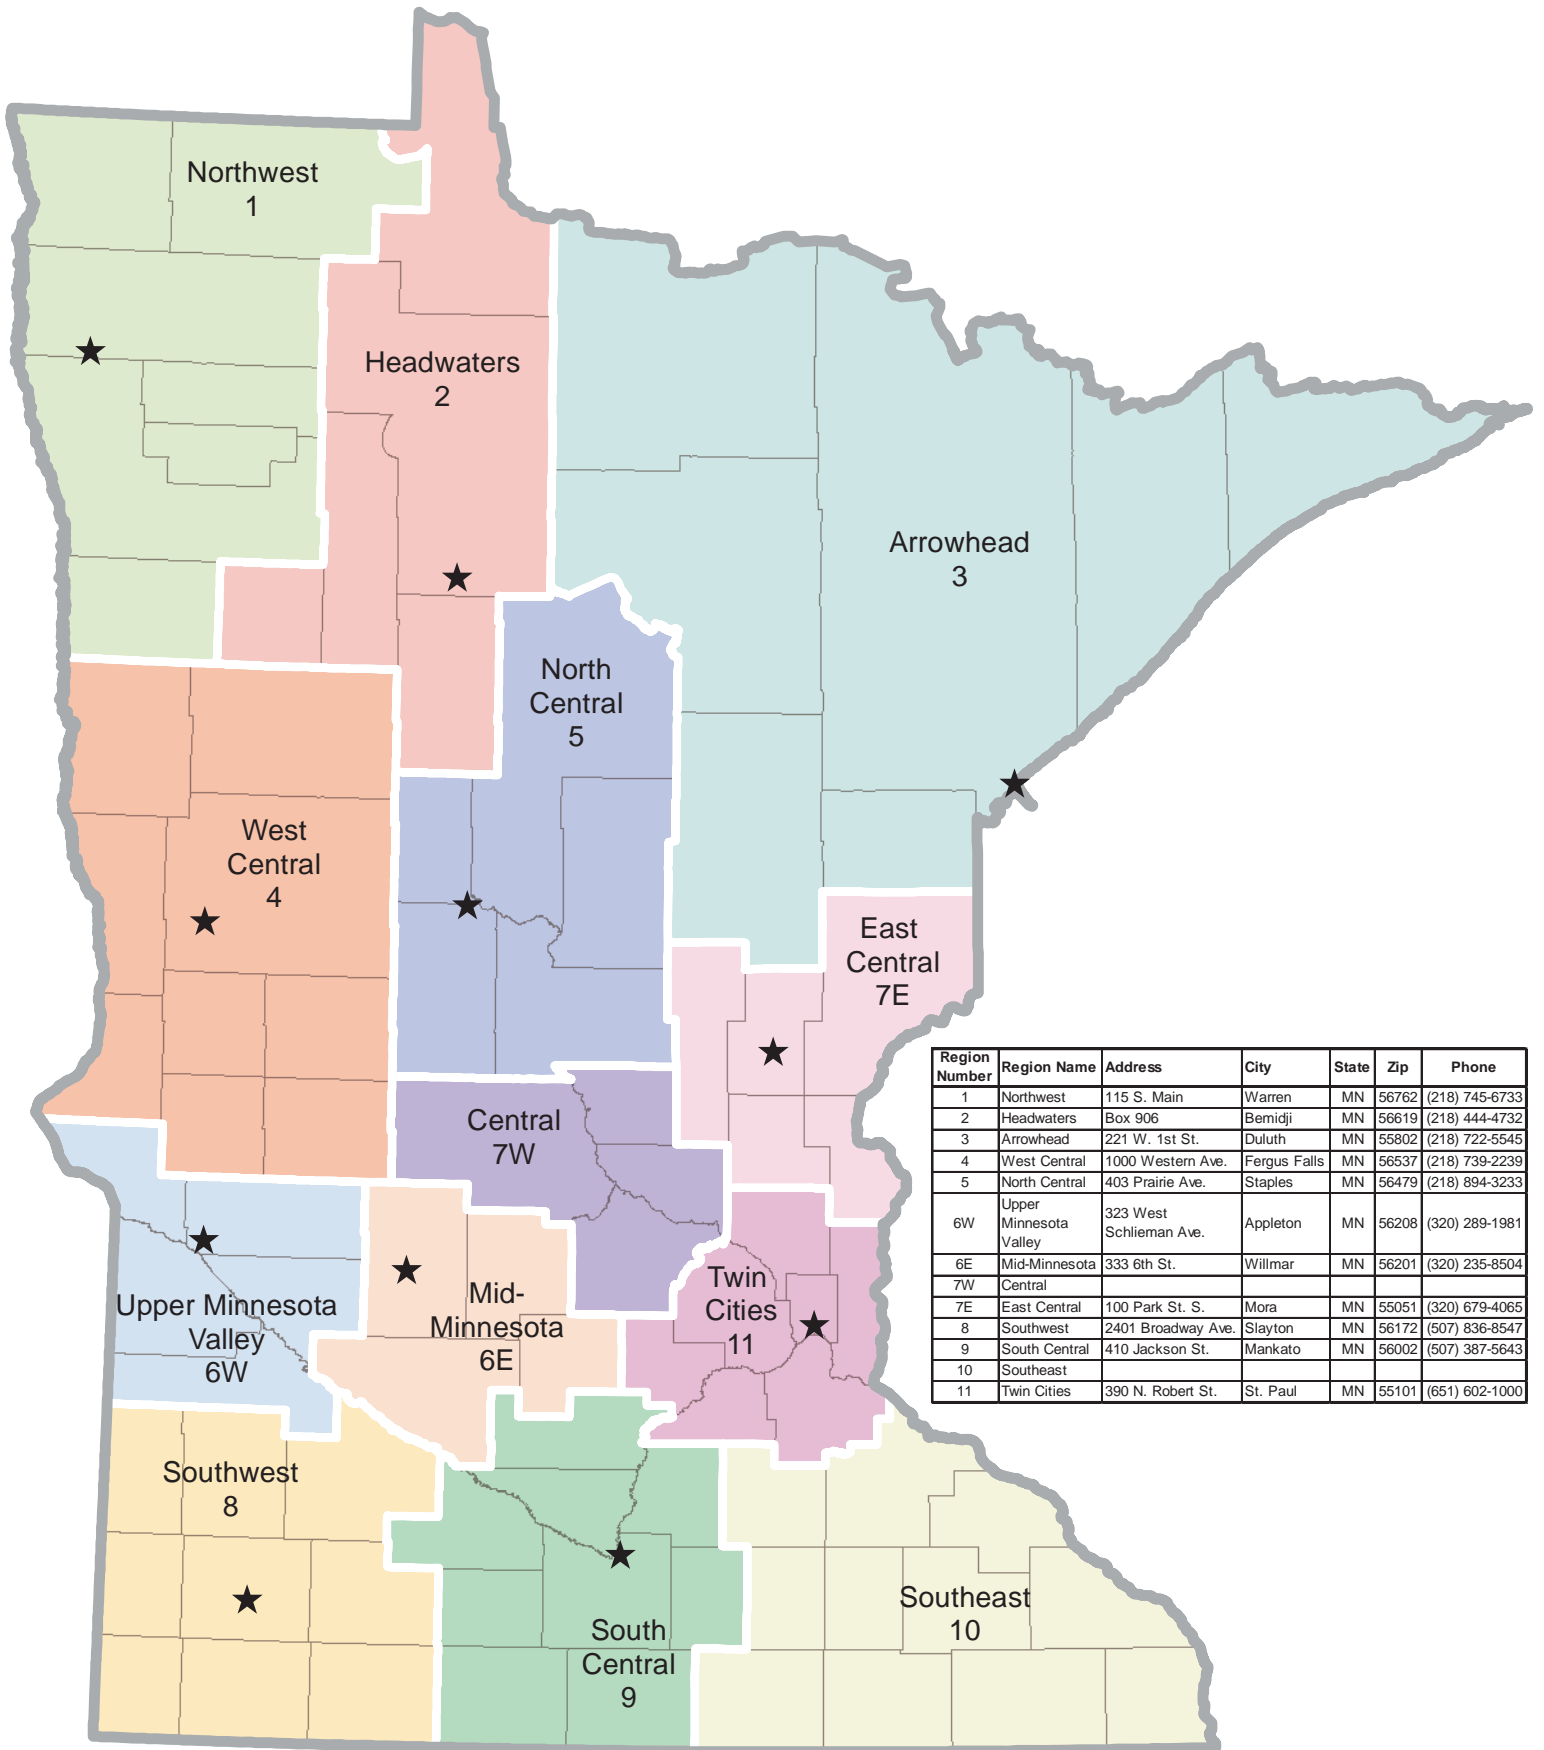 Northwest
1
Headwaters
2
Arrowhead
3
North
Central
5
West
Central
4
East
Central
7E
Central
7W
Twin
Cities
11
Mid-
Minnesota
6E
Upper Minnesota
Valley
6W
Southwest
8
Southeast
10
South
Central
9
Region Number Region Name Address City State Zip Phone
1 Northwest 115 S. Main Warren MN 56762 (218) 745-6733
2 Headwaters Box 906 Bemidji MN 56619 (218) 444-4732
3 Arrowhead 221 W. 1st St. Duluth MN 55802 (218) 722-5545
4 West Central 1000 Western Ave. Fergus Falls MN 56537 (218) 739-2239
5 North Central 403 Prairie Ave. Staples MN 56479 (218) 894-3233
6W Upper Minnesota Valley 323 West Schlieman Ave. Appleton MN 56208 (320) 289-1981
6E Mid-Minnesota 333 6th St. Willmar MN 56201 (320) 235-8504
7W Central
7E East Central 100 Park St. S. Mora MN 55051 (320) 679-4065
8 Southwest 2401 Broadway Ave. Slayton MN 56172 (507) 836-8547
9 South Central 410 Jackson St. Mankato MN 56002 (507) 387-5643
10 Southeast
11 Twin Cities 390 N. Robert St. St. Paul MN 55101 (651) 602-1000